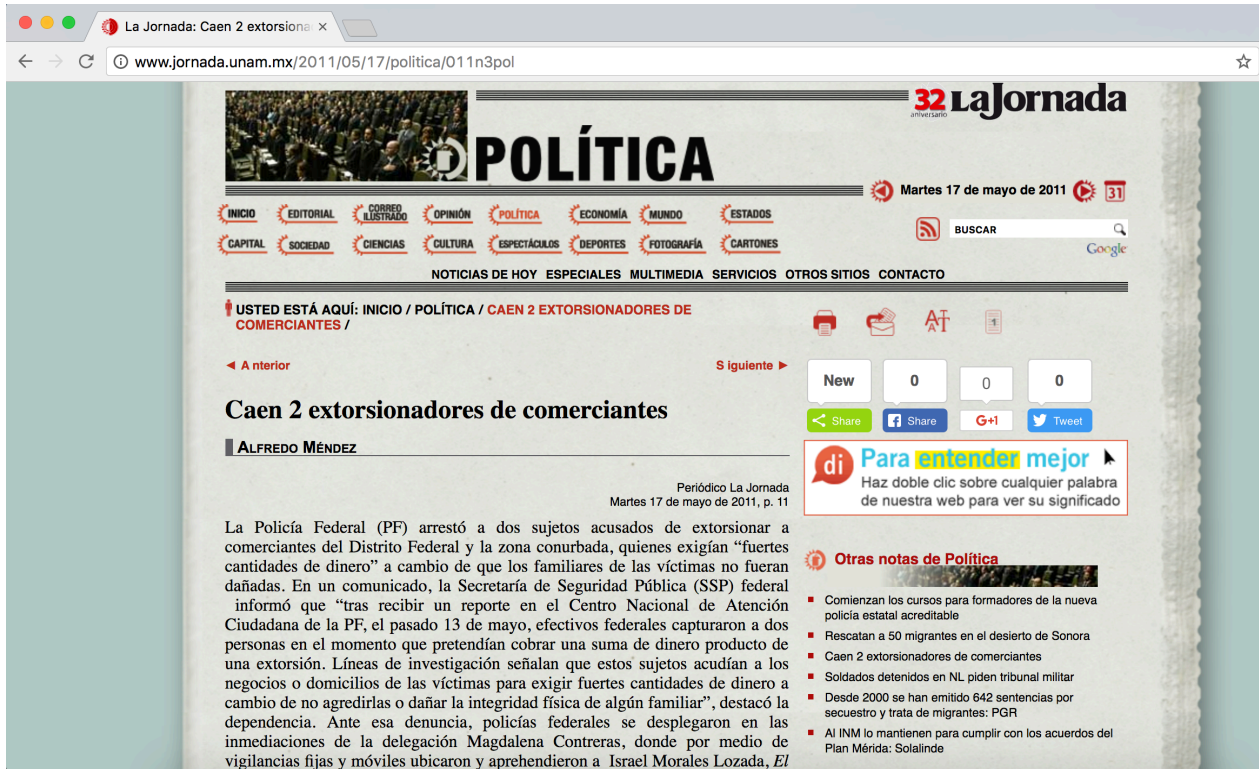 La Jornada: Caen 2 extorsiona
www.jornada.unam.mx/2011/05/17/politica/011n3pol
32 aniversario La Jornada
POLÍTICA
Martes 17 de mayo de 2011 31
INICIO EDITORIAL CORREO ILUSTRADO OPINIÓN POLÍTICA ECONOMÍA MUNDO ESTADOS
CAPITAL SOCIEDAD CIENCIAS CULTURA ESPECTÁCULOS DEPORTES FOTOGRAFÍA CARTONES
BUSCAR
Google
NOTICIAS DE HOY ESPECIALES MULTIMEDIA SERVICIOS OTROS SITIOS CONTACTO
USTED ESTÁ AQUÍ: INICIO / POLÍTICA / CAEN 2 EXTORSIONADORES DE
COMERCIANTES /
A nterior
S iguiente
Caen 2 extorsionadores de comerciantes
ALFREDO MÉNDEZ
Periódico La Jornada
Martes 17 de mayo de 2011, p. 11
La Policía Federal (PF) arrestó a dos sujetos acusados de extorsionar a
comerciantes del Distrito Federal y la zona conurbada, quienes exigían “fuertes
cantidades de dinero” a cambio de que los familiares de las víctimas no fueran
dañadas. En un comunicado, la Secretaría de Seguridad Pública (SSP) federal
informó que “tras recibir un reporte en el Centro Nacional de Atención
Ciudadana de la PF, el pasado 13 de mayo, efectivos federales capturaron a dos
personas en el momento que pretendían cobrar una suma de dinero producto de
una extorsión. Líneas de investigación señalan que estos sujetos acudían a los
negocios o domicilios de las víctimas para exigir fuertes cantidades de dinero a
cambio de no agredirlas o dañar la integridad física de algún familiar”, destacó la
dependencia. Ante esa denuncia, policías federales se desplegaron en las
inmediaciones de la delegación Magdalena Contreras, donde por medio de
vigilancias fijas y móviles ubicaron y aprehendieron a Israel Morales Lozada, El
New 0 0 0
Share Share G+1 Tweet
di
Para entender mejor
Haz doble clic sobre cualquier palabra
de nuestra web para ver su significado
Otras notas de Política
Comienzan los cursos para formadores de la nueva
policía estatal acreditable
Rescatan a 50 migrantes en el desierto de Sonora
Caen 2 extorsionadores de comerciantes
Soldados detenidos en NL piden tribunal militar
Desde 2000 se han emitido 642 sentencias por
secuestro y trata de migrantes: PGR
Al INM lo mantienen para cumplir con los acuerdos del
Plan Mérida: Solalinde